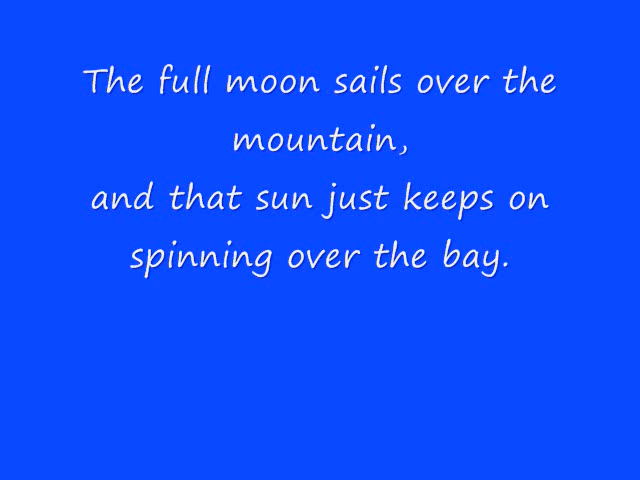 The full moon sails over the
mountain,
and that sun just keeps on
spinning over the bay.